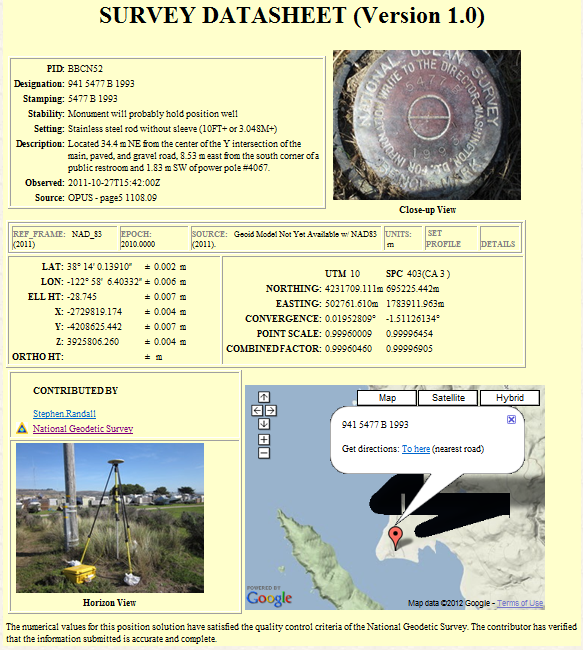 SURVEY DATASHEET (Version 1.0)
PID: BBCN52
Designation: 941 5477 B 1993
Stamping: 5477 B 1993
Stability: Monument will probably hold position well
Setting: Stainless steel rod without sleeve (10FT+ or 3.048M+)
Description: Located 34.4 m NE from the center of the Y intersection of the
main, paved, and gravel road, 8.53 m east from the south corner of a
public restroom and 1.83 m SW of power pole #4067.
Observed: 2011-10-27T15:42:00Z
Source: OPUS - page5 1108.09
NATIONAL OCEAN SURVEY
WRITE TO THE DIRECTOR, WASHINGTON
FOR INFORMATION
5477 B
1993
Close-up View
REF_FRAME: NAD_83
(2011)
EPOCH:
2010.0000
SOURCE: Geoid Model Not Yet Available w/ NAD83
(2011).
UNITS:
m
SET
PROFILE
DETAILS
LAT: 38° 14' 0.13910" ± 0.002 m
LON: -122° 58' 6.40332" ± 0.006 m
ELL HT: -28.745 ± 0.007 m
X: -2729819.174 ± 0.004 m
Y: -4208625.442 ± 0.007 m
Z: 3925806.260 ± 0.004 m
ORTHO HT: ± m
UTM 10 SPC 403(CA 3 )
NORTHING: 4231709.111m 695225.442m
EASTING: 502761.610m 1783911.963m
CONVERGENCE: 0.01952809° -1.51126134°
POINT SCALE: 0.99960009 0.99996454
COMBINED FACTOR: 0.99960460 0.99996905
CONTRIBUTED BY
Stephen Randall
National Geodetic Survey
Horizon View
Map
Satellite
Hybrid
941 5477 B 1993
Get directions: To here (nearest road)
POWERED BY
Google
Map data ©2012 Google - Terms of Use
The numerical values for this position solution have satisfied the quality control criteria of the National Geodetic Survey. The contributor has verified
that the information submitted is accurate and complete.